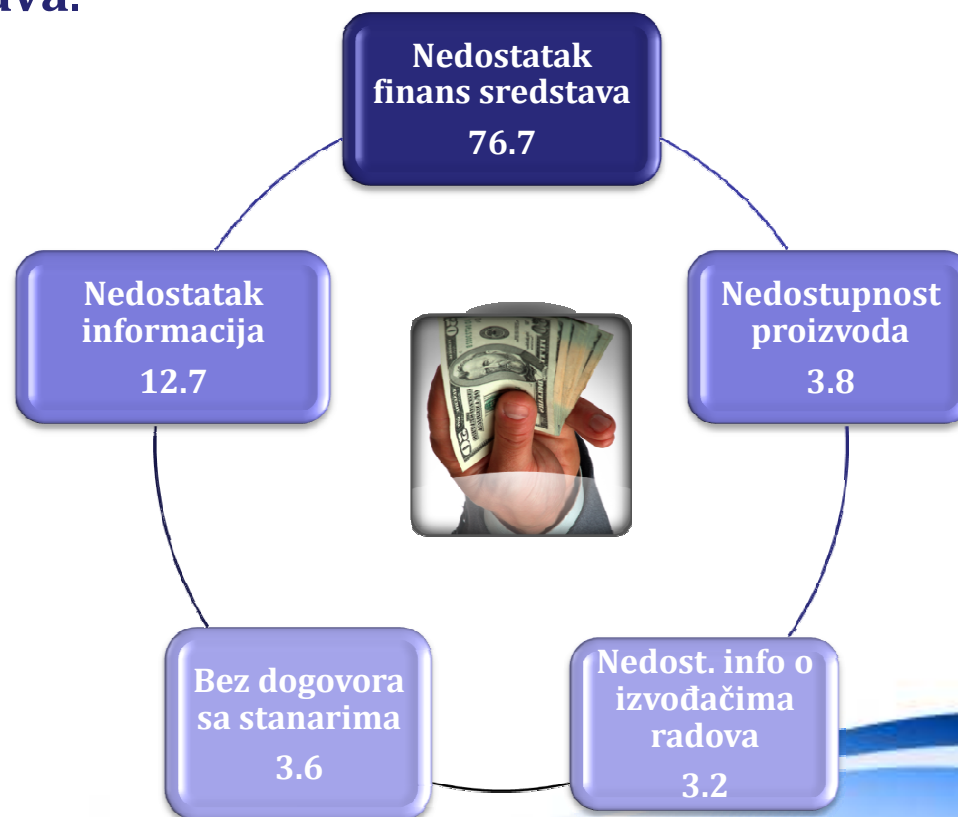 Nedostatak
finans sredstava
76.7
Nedostatak
informacija
12.7
Nedostupnost
proizvoda
3.8
Bez dogovora
sa stanarima
3.6
Nedost. info o
izvođačima
radova
3.2